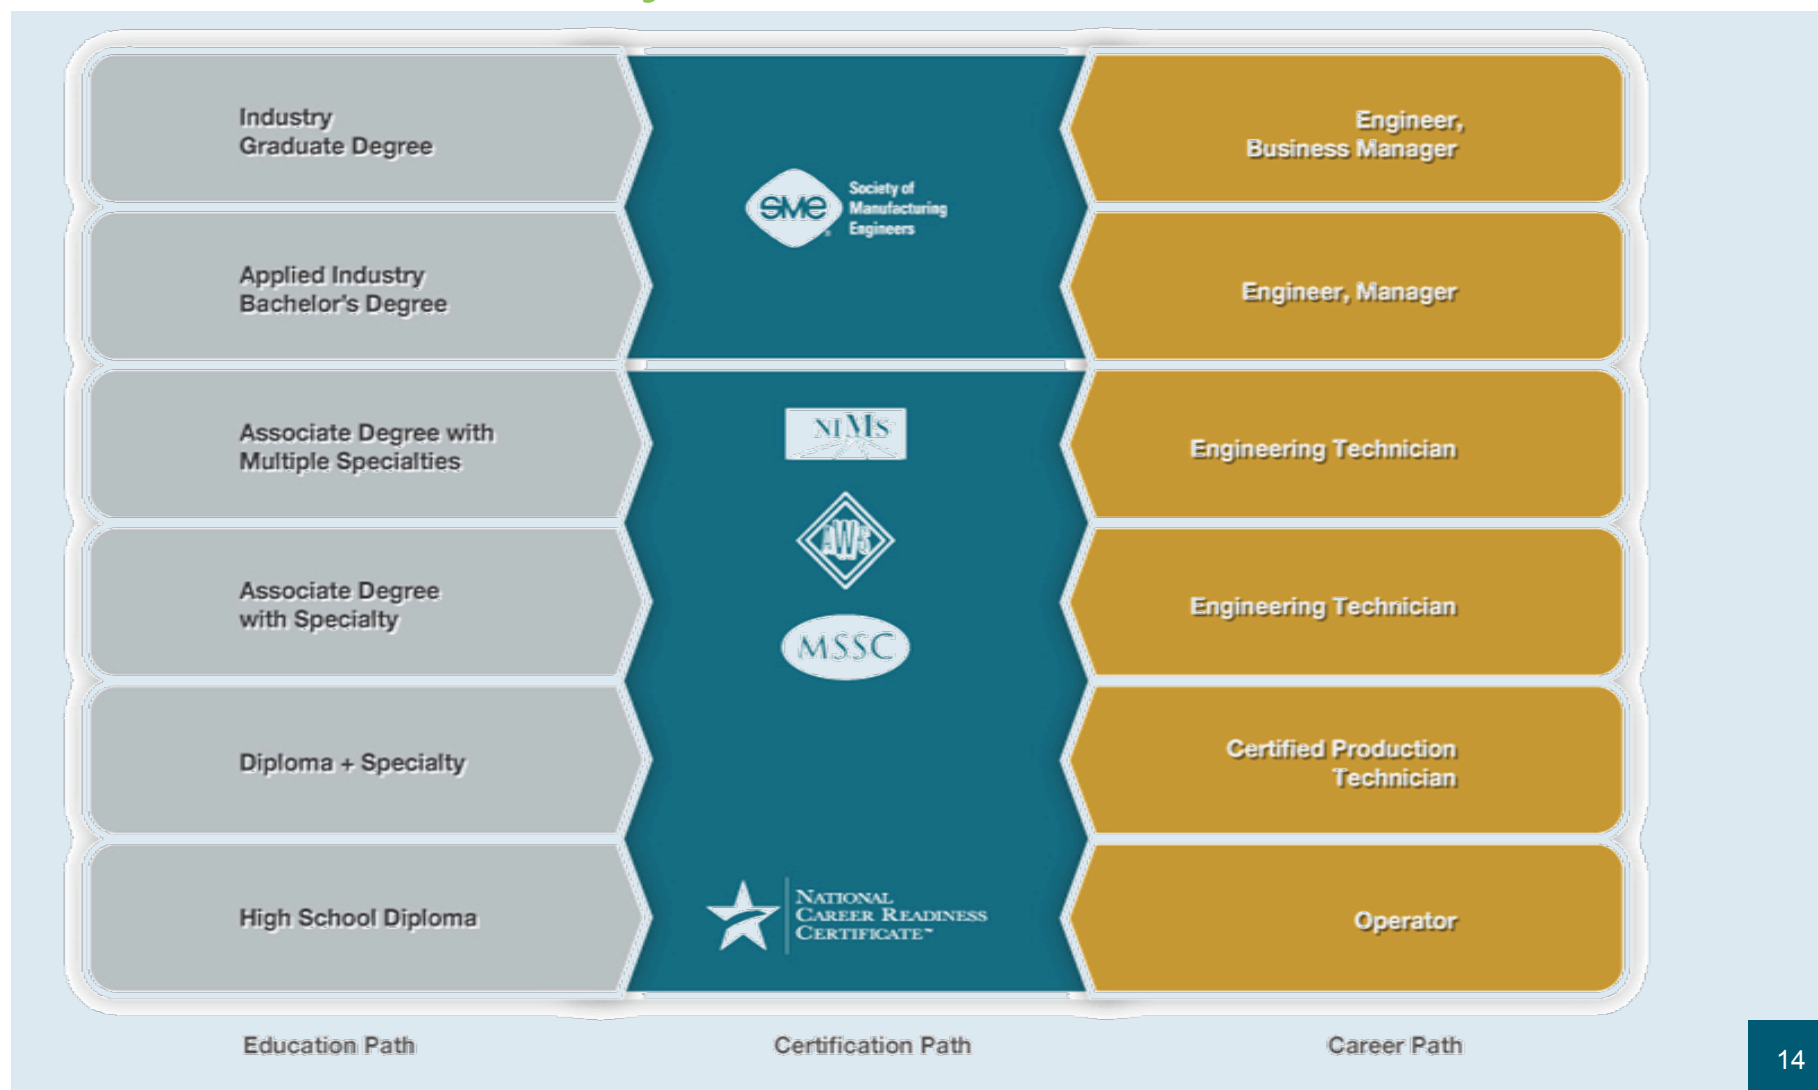 Industry
Graduate Degree
Applied Industry
Bachelor's Degree
Associate Degree with
Multiple Specialties
Associate Degree
with Specialty
Diploma + Specialty
High School Diploma
Education Path
SME
Society of
Manufacturing
Engineers
NIMS
AWS
MSSC
NATIONAL
CAREER READINESS
CERTIFICATE™
Certification Path
Engineer,
Business Manager
Engineer, Manager
Engineering Technician
Engineering Technician
Certified Production
Technician
Operator
Career Path
14